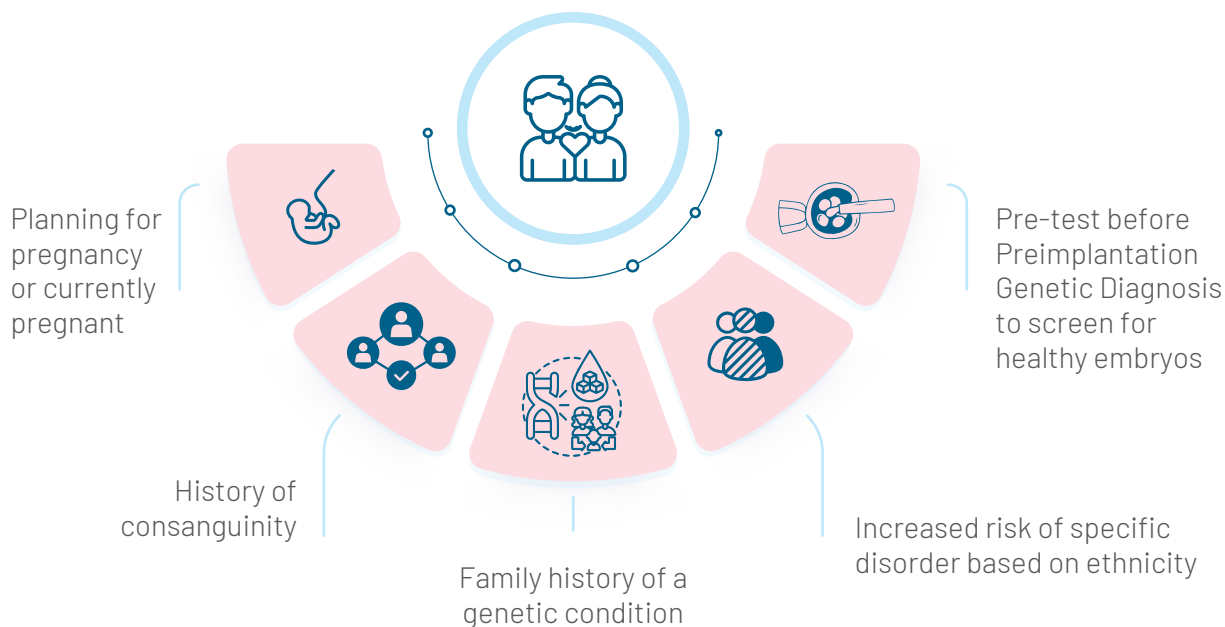 Planning for
pregnancy
or currently
pregnant
History of
consanguinity
Family history of a
genetic condition
Increased risk of specific
disorder based on ethnicity
Pre-test before
Preimplantation
Genetic Diagnosis
to screen for
healthy embryos